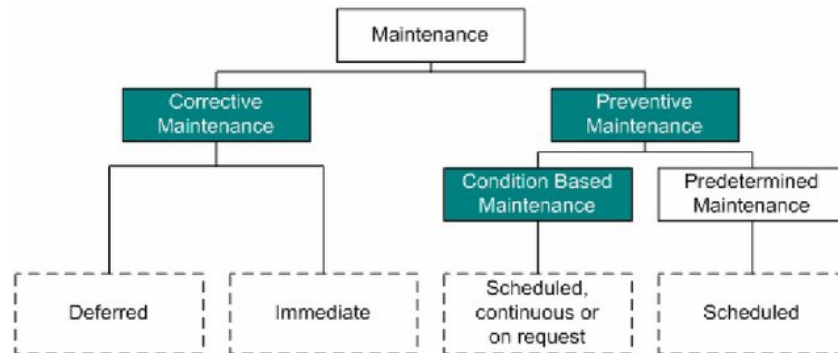 Maintenance
Corrective
Maintenance
Preventive
Maintenance
Condition Based
Maintenance
Predetermined
Maintenance
Deferred
Immediate
Scheduled,
continuous or
on request
Scheduled